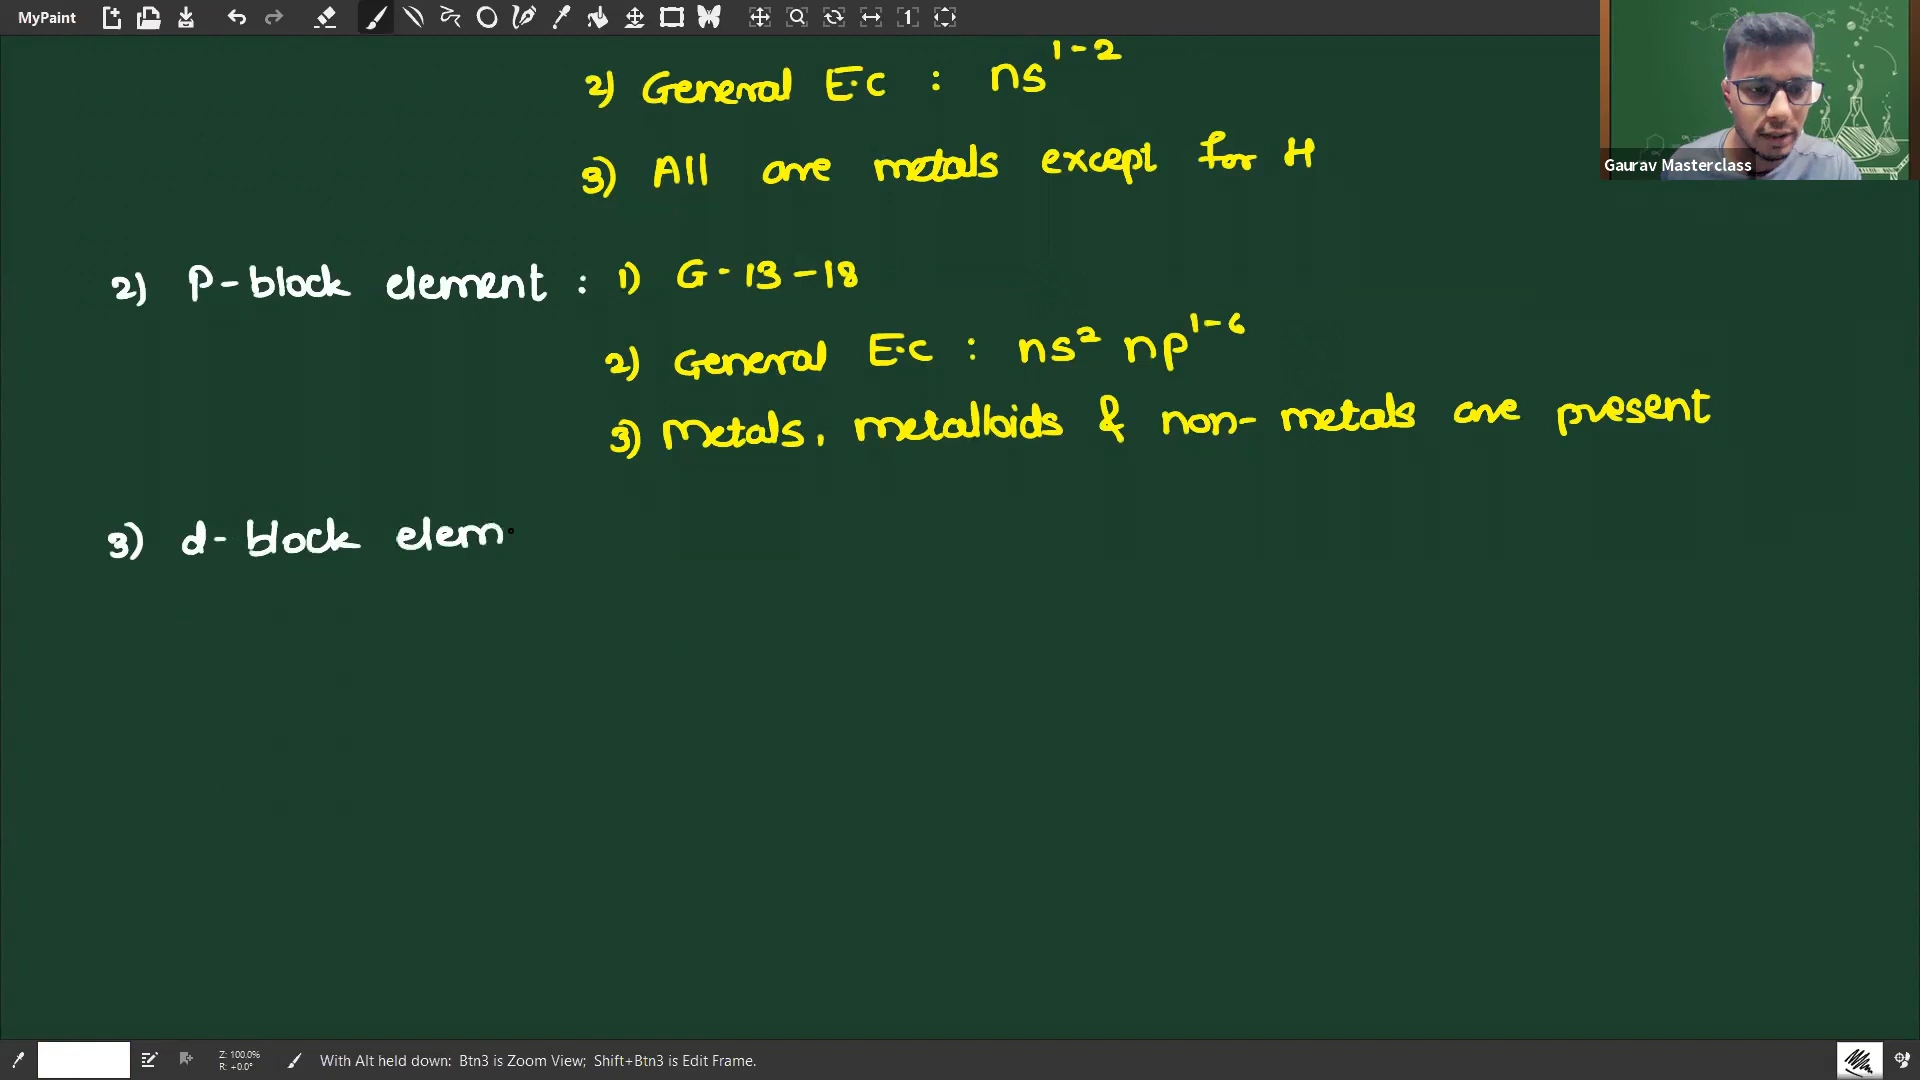 MyPaint
2) General E.C : ns¹⁻²
3) All are metals except for H
Gaurav Masterclass
2) P-block element : 1) G-13-18
2) General E.C : ns² np¹⁻⁶
3) Metals, metalloids & non-metals are present
3) d-block elem
Z: 100.0%
R: +0.0°
With Alt held down: Btn3 is Zoom View; Shift+Btn3 is Edit Frame.